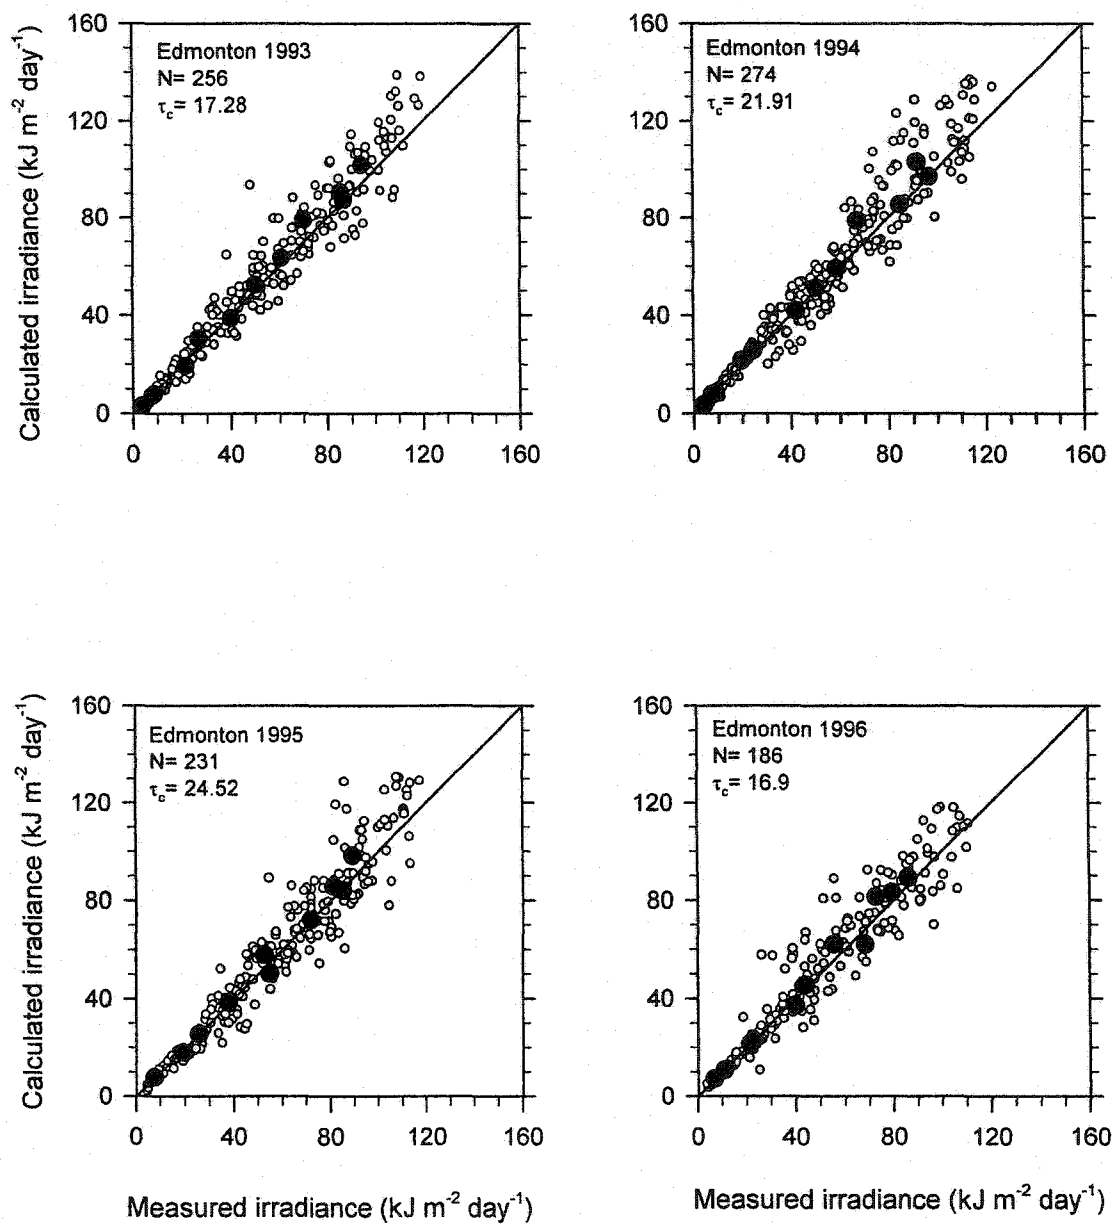 160
120
80
40
0
Calculated irradiance (kJ m⁻² day⁻¹)
Edmonton 1993
N= 256
τc= 17.28
0 40 80 120 160
160
120
80
40
0
Edmonton 1994
N= 274
τc= 21.91
0 40 80 120 160
160
120
80
40
0
Calculated irradiance (kJ m⁻² day⁻¹)
Edmonton 1995
N= 231
τc= 24.52
0 40 80 120 160
Measured irradiance (kJ m⁻² day⁻¹)
160
120
80
40
0
Edmonton 1996
N= 186
τc= 16.9
0 40 80 120 160
Measured irradiance (kJ m⁻² day⁻¹)